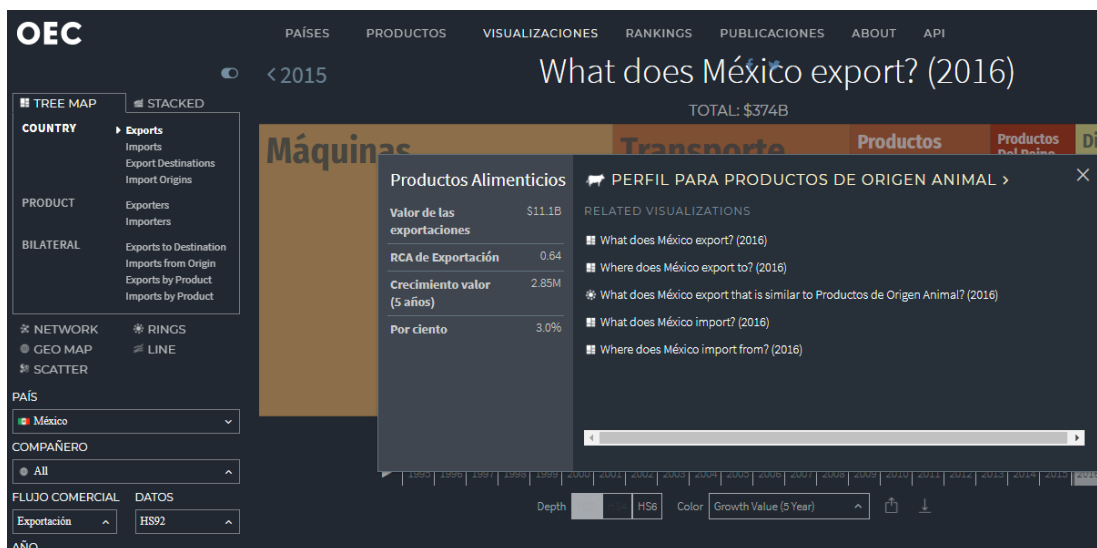 OEC
PAÍSES PRODUCTOS VISUALIZACIONES RANKINGS PUBLICACIONES ABOUT API
< 2015
What does México export? (2016)
TOTAL: $374B
TREE MAP STACKED
COUNTRY
Exports
Imports
Export Destinations
Import Origins
PRODUCT
Exporters
Importers
BILATERAL
Exports to Destination
Imports from Origin
Exports by Product
Imports by Product
NETWORK RINGS
GEO MAP LINE
SCATTER
PAÍS
México
COMPAÑERO
All
FLUJO COMERCIAL DATOS
Exportación HS92
AÑO
Máquinas
Transporte
Productos
Productos
Del Reino
Di
Productos Alimenticios
Valor de las
exportaciones
$11.1B
RCA de Exportación 0.64
Crecimiento valor
(5 años)
2.85M
Por ciento 3.0%
PERFIL PARA PRODUCTOS DE ORIGEN ANIMAL >
RELATED VISUALIZATIONS
What does México export? (2016)
Where does México export to? (2016)
What does México export that is similar to Productos de Origen Animal? (2016)
What does México import? (2016)
Where does México import from? (2016)
1995 1996 1997 1998 1999 2000 2001 2002 2003 2004 2005 2006 2007 2008 2009 2010 2011 2012 2013 2014 2015 2016
Depth HS6 Color Growth Value (5 Year)